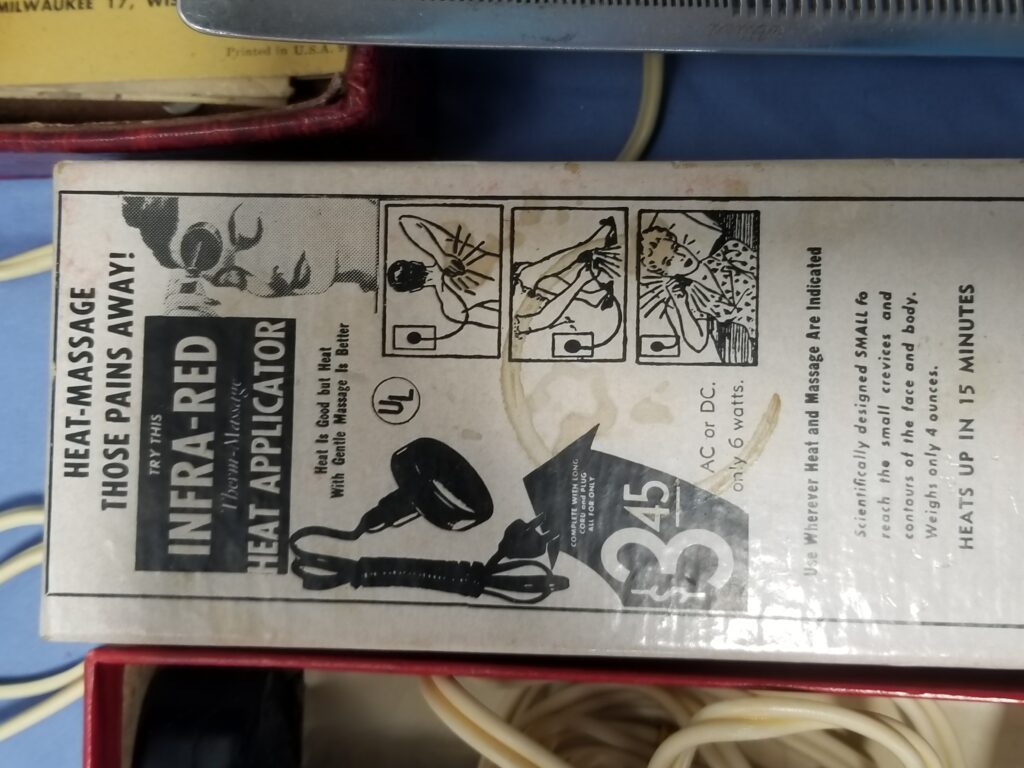 MILWAUKEE 17, WIS
Printed in U.S.A.
HEAT-MASSAGE
THOSE PAINS AWAY!
TRY THIS
INFRA-RED
Therm-Massage
HEAT APPLICATOR
Heat Is Good but Heat
With Gentle Massage Is Better
UL
COMPLETE WITH LONG
CORD and PLUG
ALL FOR ONLY
$3.45
AC or DC.
only 6 watts.
Use Wherever Heat and Massage Are Indicated
Scientifically designed SMALL to
reach the small crevices and
contours of the face and body.
Weighs only 4 ounces.
HEATS UP IN 15 MINUTES